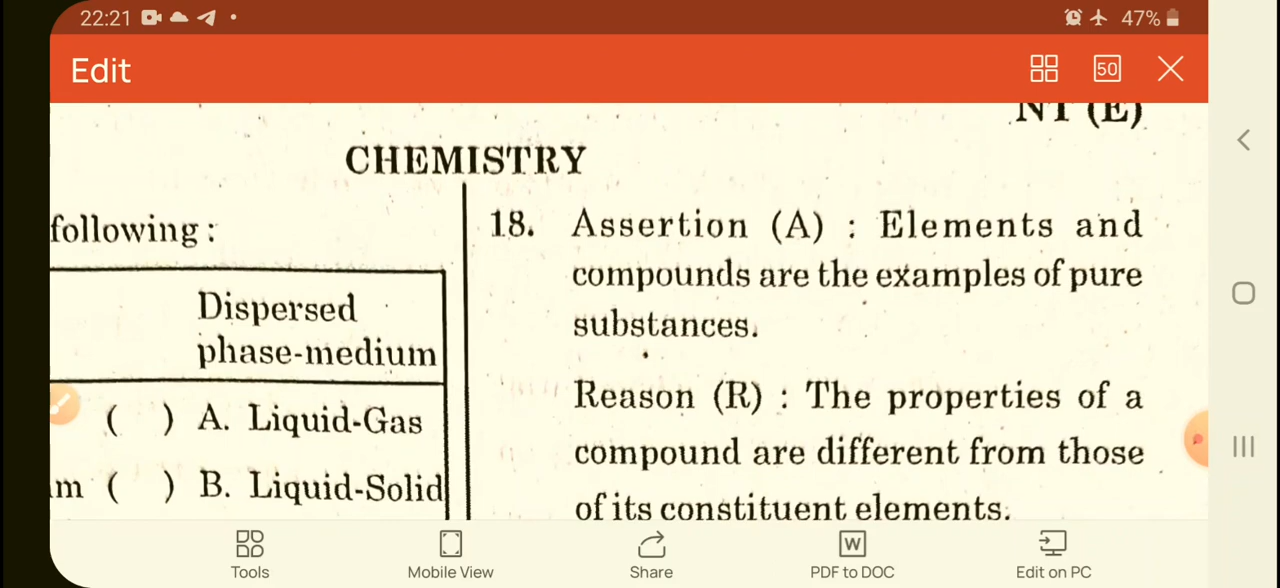 22:21
47%
Edit
50
NT (E)
CHEMISTRY
following :
Dispersed
phase-medium
( ) A. Liquid-Gas
m ( ) B. Liquid-Solid
18. Assertion (A) : Elements and
compounds are the examples of pure
substances.
Reason (R) : The properties of a
compound are different from those
of its constituent elements.
Tools
Mobile View
Share
W
PDF to DOC
Edit on PC